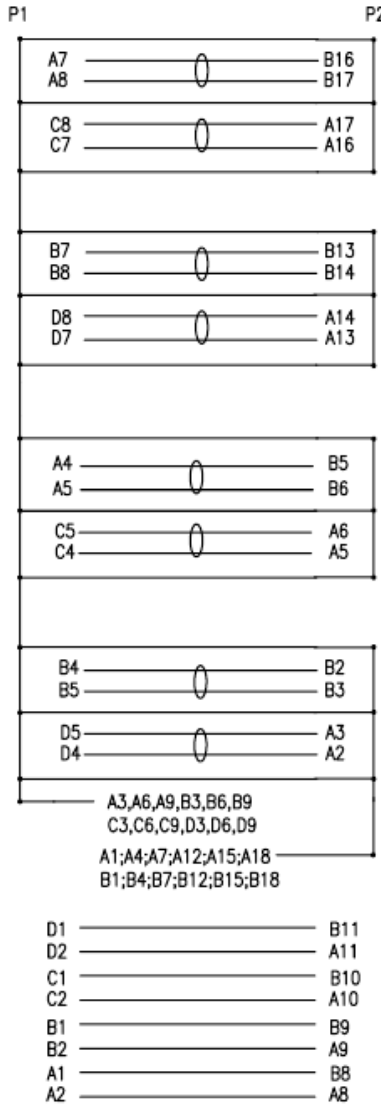 P1 P2
A7 B16
A8 B17
C8 A17
C7 A16
B7 B13
B8 B14
D8 A14
D7 A13
A4 B5
A5 B6
C5 A6
C4 A5
B4 B2
B5 B3
D5 A3
D4 A2
A3,A6,A9,B3,B6,B9
C3,C6,C9,D3,D6,D9
A1;A4;A7;A12;A15;A18
B1;B4;B7;B12;B15;B18
D1 B11
D2 A11
C1 B10
C2 A10
B1 B9
B2 A9
A1 B8
A2 A8